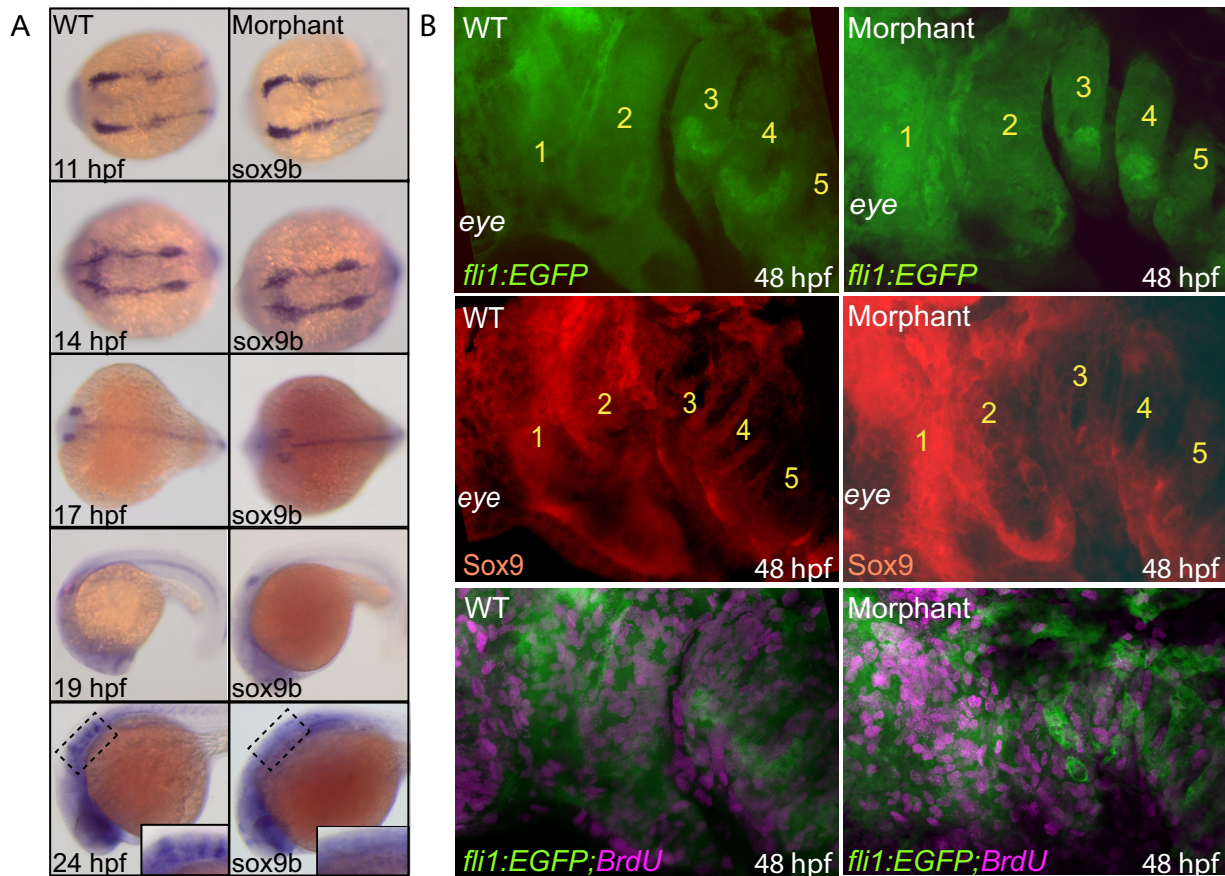 A
WT
Morphant
11 hpf
sox9b
14 hpf
sox9b
17 hpf
sox9b
19 hpf
sox9b
24 hpf
sox9b
B
WT
1
2
3
4
5
eye
fli1:EGFP
48 hpf
Morphant
1
2
3
4
5
eye
fli1:EGFP
48 hpf
WT
1
2
3
4
5
eye
Sox9
48 hpf
Morphant
1
2
3
4
5
eye
Sox9
48 hpf
WT
fli1:EGFP;BrdU
48 hpf
Morphant
fli1:EGFP;BrdU
48 hpf